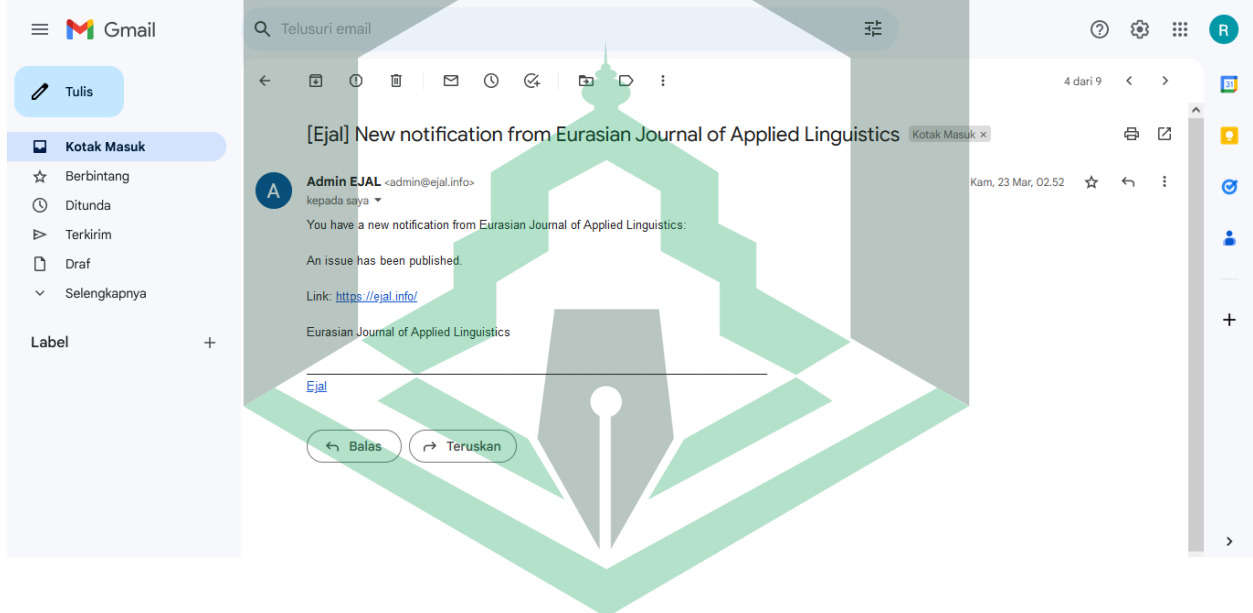 Gmail
Telusuri email
R
Tulis
4 dari 9
31
Kotak Masuk
Berbintang
Ditunda
Terkirim
Draf
Selengkapnya
Label
[Ejal] New notification from Eurasian Journal of Applied Linguistics Kotak Masuk ×
A
Admin EJAL <admin@ejal.info>
Kam, 23 Mar, 02.52
kepada saya
You have a new notification from Eurasian Journal of Applied Linguistics:
An issue has been published.
Link: https://ejal.info/
Eurasian Journal of Applied Linguistics
Ejal
Balas
Teruskan